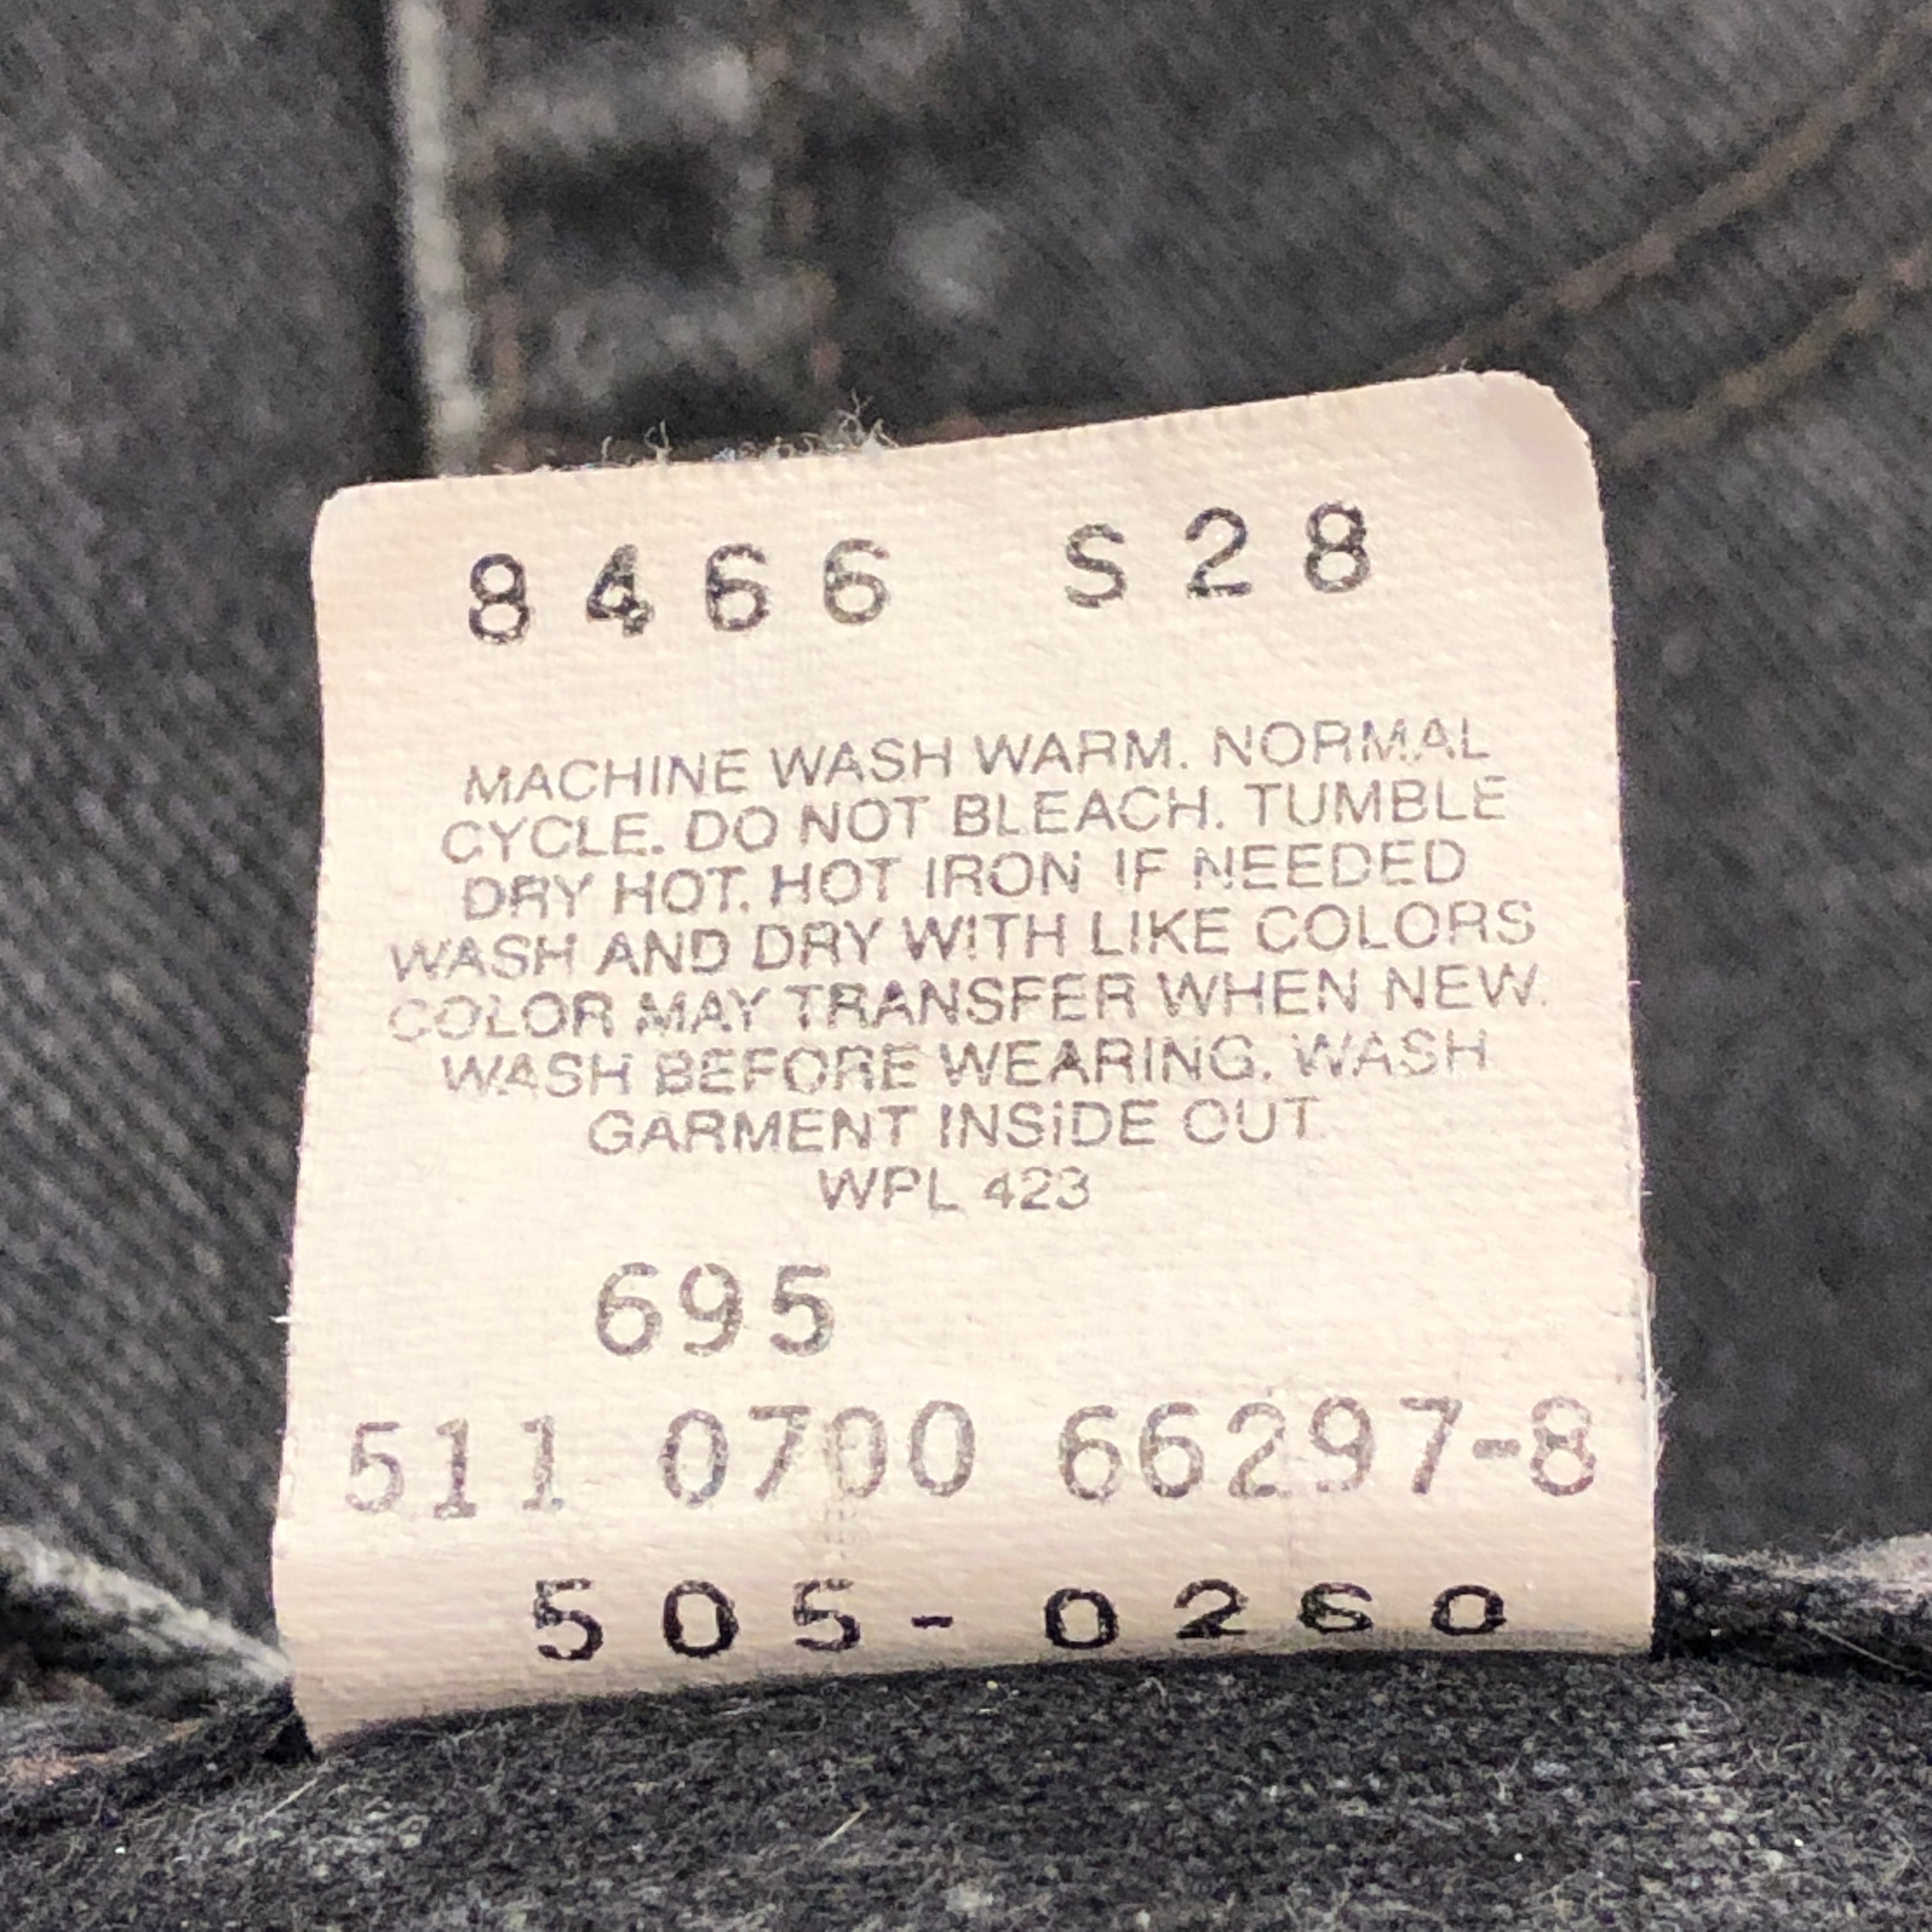 8466 S28
MACHINE WASH WARM. NORMAL
CYCLE. DO NOT BLEACH. TUMBLE
DRY HOT. HOT IRON IF NEEDED
WASH AND DRY WITH LIKE COLORS
COLOR MAY TRANSFER WHEN NEW.
WASH BEFORE WEARING. WASH
GARMENT INSIDE OUT
WPL 423
695
511 0700 66297-8
505-0260